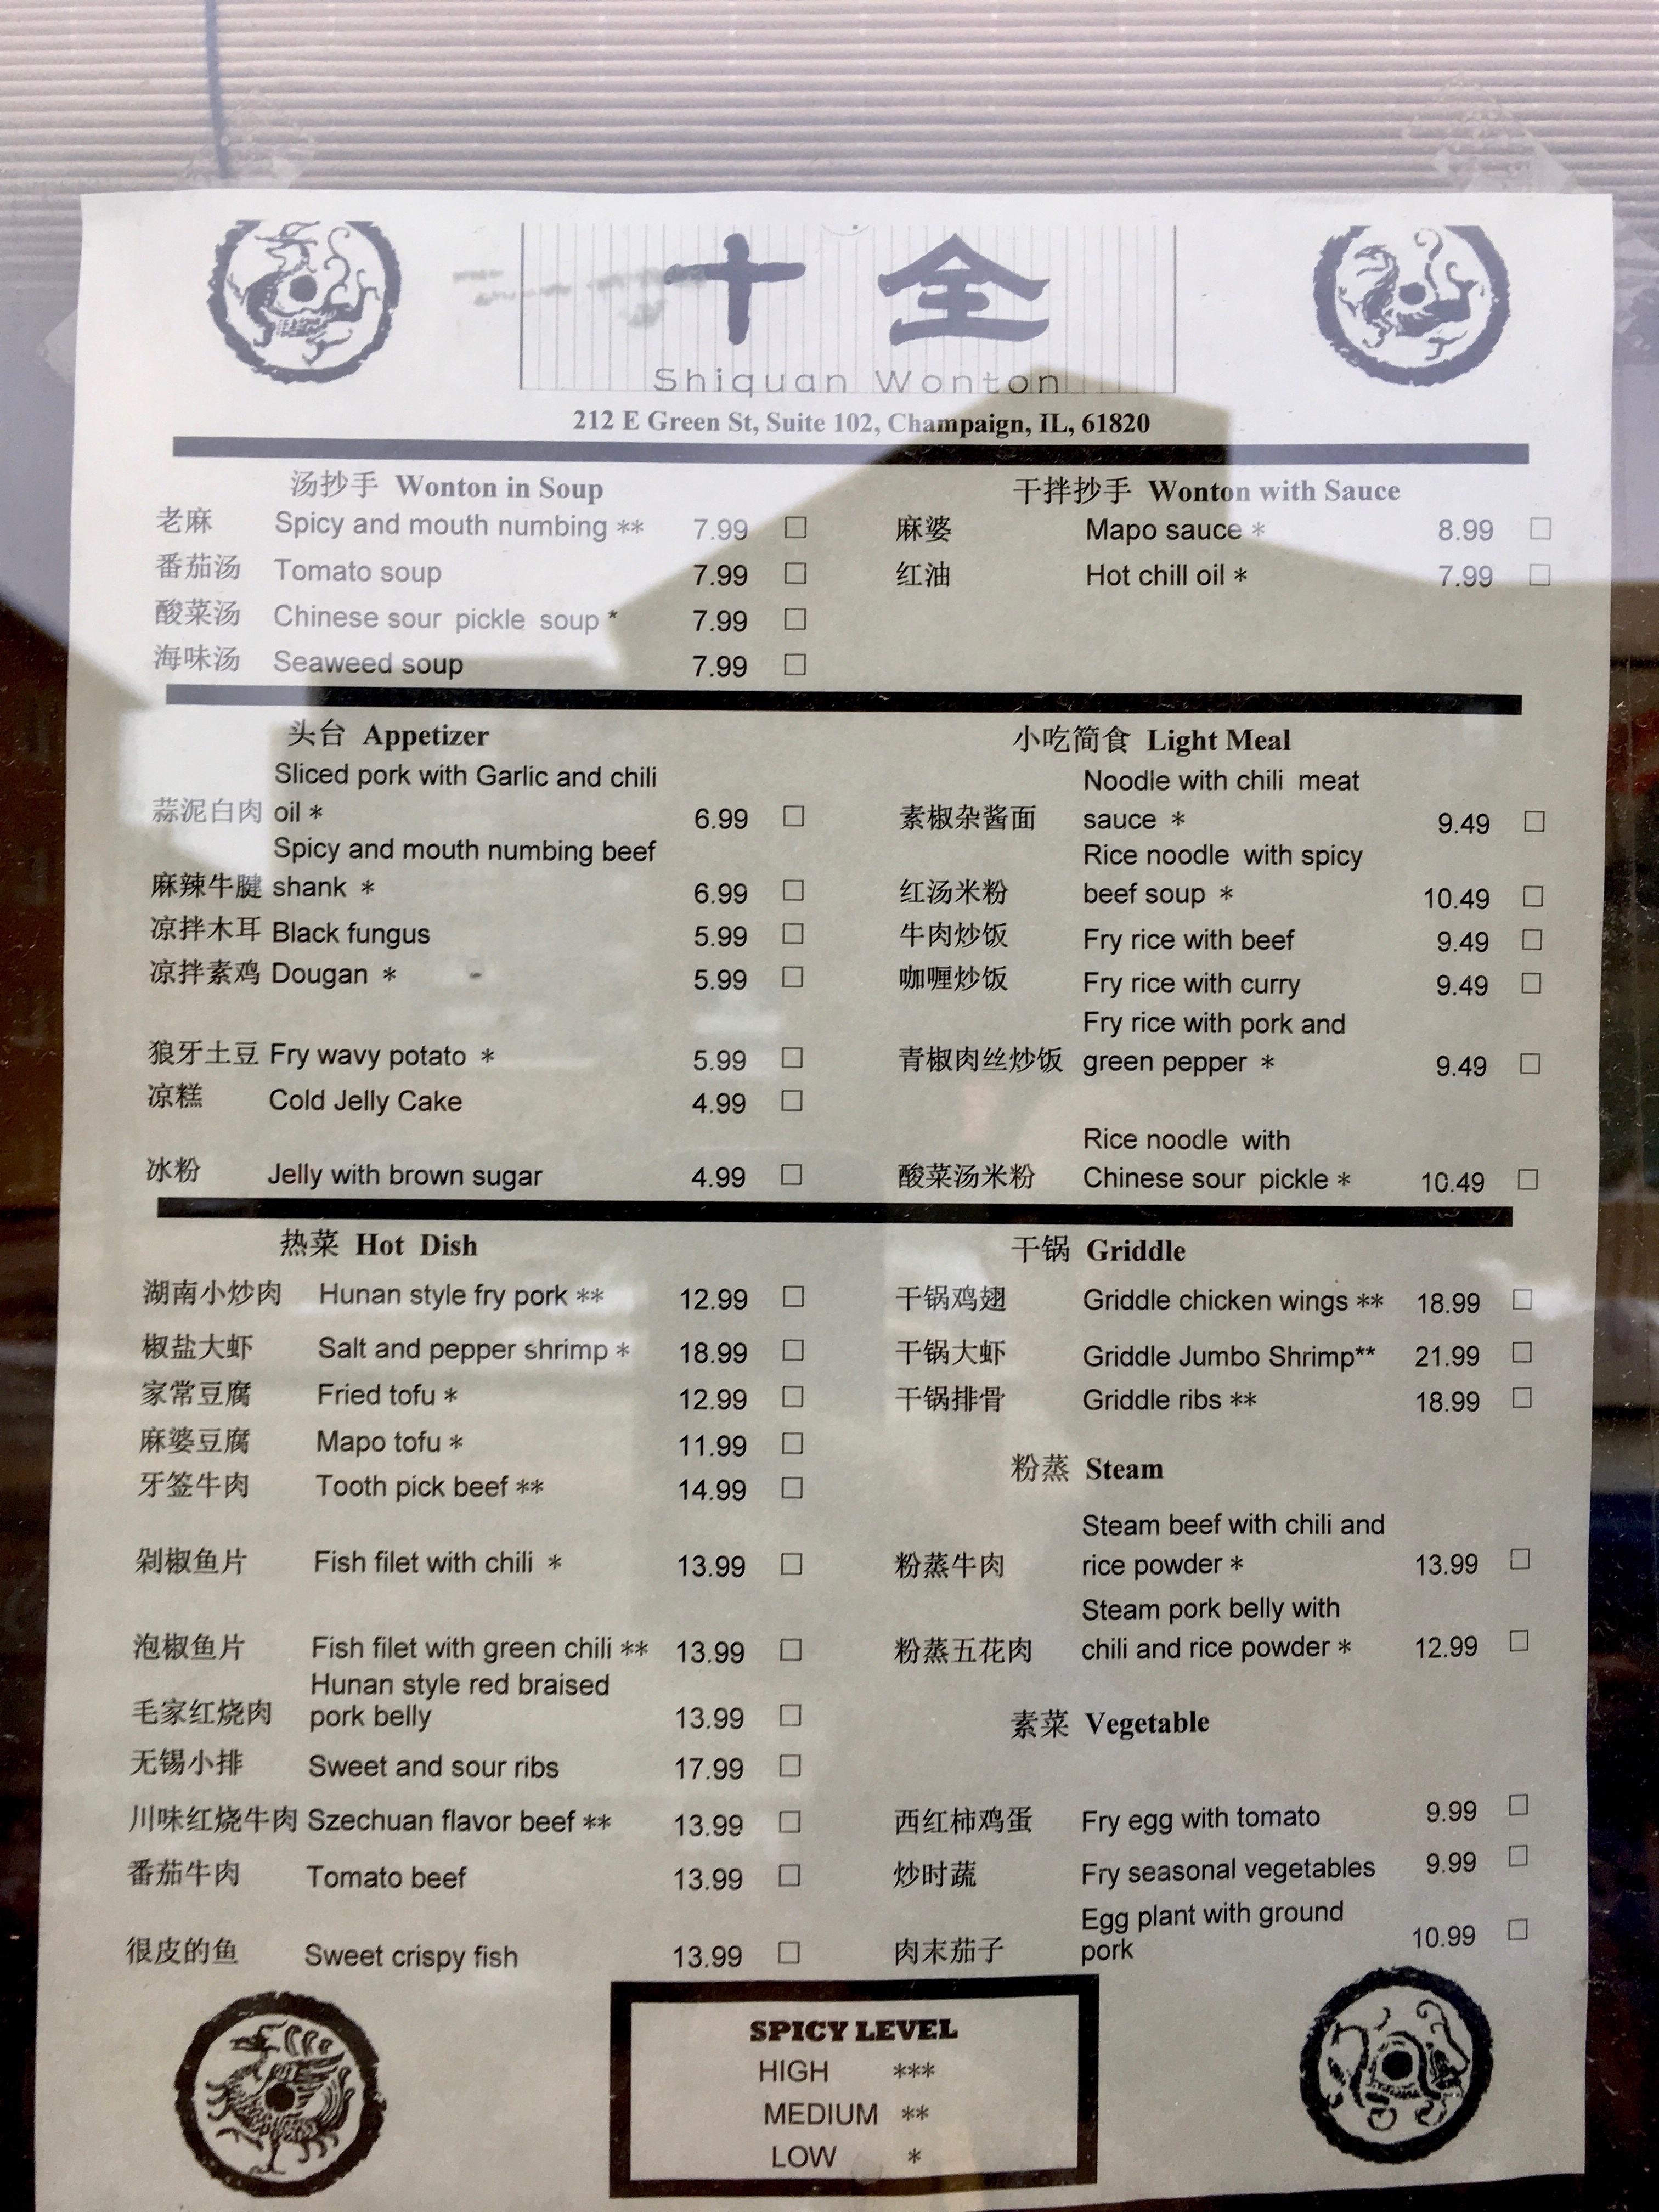 十全
Shiquan Wonton
212 E Green St, Suite 102, Champaign, IL, 61820
汤抄手 Wonton in Soup
老麻 Spicy and mouth numbing ** 7.99 □
番茄汤 Tomato soup 7.99 □
酸菜汤 Chinese sour pickle soup * 7.99 □
海味汤 Seaweed soup 7.99 □
干拌抄手 Wonton with Sauce
麻婆 Mapo sauce * 8.99 □
红油 Hot chill oil * 7.99 □
头台 Appetizer
Sliced pork with Garlic and chili
蒜泥白肉 oil * 6.99 □
Spicy and mouth numbing beef
麻辣牛腱 shank * 6.99 □
凉拌木耳 Black fungus 5.99 □
凉拌素鸡 Dougan * 5.99 □
狼牙土豆 Fry wavy potato * 5.99 □
凉糕 Cold Jelly Cake 4.99 □
冰粉 Jelly with brown sugar 4.99 □
小吃简食 Light Meal
Noodle with chili meat
素椒杂酱面 sauce * 9.49 □
Rice noodle with spicy
红汤米粉 beef soup * 10.49 □
牛肉炒饭 Fry rice with beef 9.49 □
咖喱炒饭 Fry rice with curry 9.49 □
Fry rice with pork and
青椒肉丝炒饭 green pepper * 9.49 □
Rice noodle with
酸菜汤米粉 Chinese sour pickle * 10.49 □
热菜 Hot Dish
湖南小炒肉 Hunan style fry pork ** 12.99 □
椒盐大虾 Salt and pepper shrimp * 18.99 □
家常豆腐 Fried tofu * 12.99 □
麻婆豆腐 Mapo tofu * 11.99 □
牙签牛肉 Tooth pick beef ** 14.99 □
剁椒鱼片 Fish filet with chili * 13.99 □
泡椒鱼片 Fish filet with green chili ** 13.99 □
Hunan style red braised
毛家红烧肉 pork belly 13.99 □
无锡小排 Sweet and sour ribs 17.99 □
川味红烧牛肉 Szechuan flavor beef ** 13.99 □
番茄牛肉 Tomato beef 13.99 □
很皮的鱼 Sweet crispy fish 13.99 □
干锅 Griddle
干锅鸡翅 Griddle chicken wings ** 18.99 □
干锅大虾 Griddle Jumbo Shrimp** 21.99 □
干锅排骨 Griddle ribs ** 18.99 □
粉蒸 Steam
Steam beef with chili and
粉蒸牛肉 rice powder * 13.99 □
Steam pork belly with
粉蒸五花肉 chili and rice powder * 12.99 □
素菜 Vegetable
西红柿鸡蛋 Fry egg with tomato 9.99 □
炒时蔬 Fry seasonal vegetables 9.99 □
Egg plant with ground
肉末茄子 pork 10.99 □
SPICY LEVEL
HIGH ***
MEDIUM **
LOW *